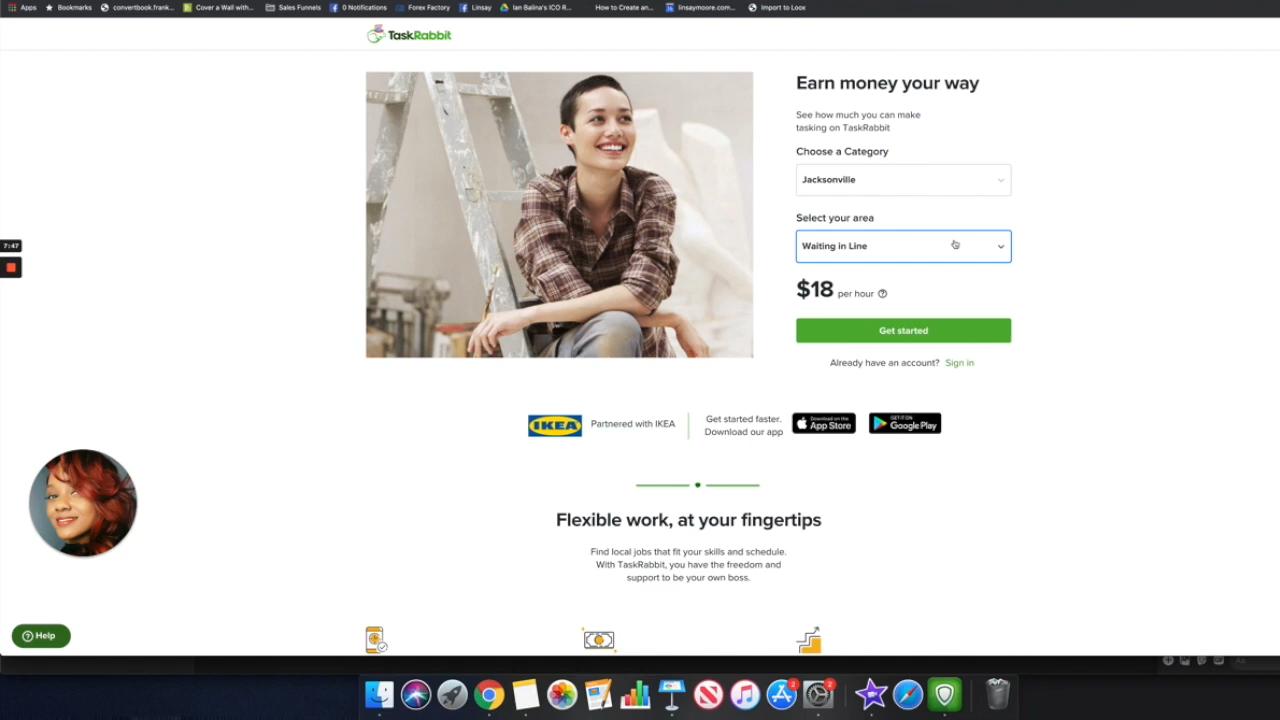 Apps
Bookmarks
convertbook.frank...
Cover a Wall with...
Sales Funnels
0 Notifications
Forex Factory
Linsay
Ian Balina's ICO R...
How to Create an...
linsaymoore.com...
Import to Loox
TaskRabbit
Earn money your way
See how much you can make
tasking on TaskRabbit
Choose a Category
Jacksonville
Select your area
7:47
Waiting in Line
$18 per hour
Get started
Already have an account? Sign in
IKEA
Partnered with IKEA
Get started faster.
Download our app
Download on the
App Store
GET IT ON
Google Play
Flexible work, at your fingertips
Find local jobs that fit your skills and schedule.
With TaskRabbit, you have the freedom and
support to be your own boss.
Help
Aa
2
2